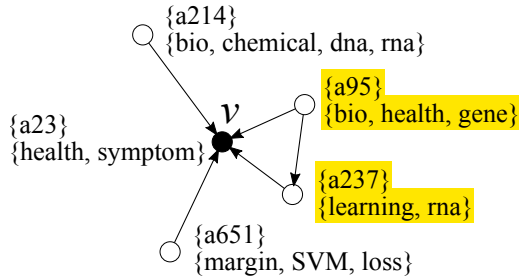 {a214}
{bio, chemical, dna, rna}
v
{a95}
{bio, health, gene}
{a23}
{health, symptom}
{a237}
{learning, rna}
{a651}
{margin, SVM, loss}